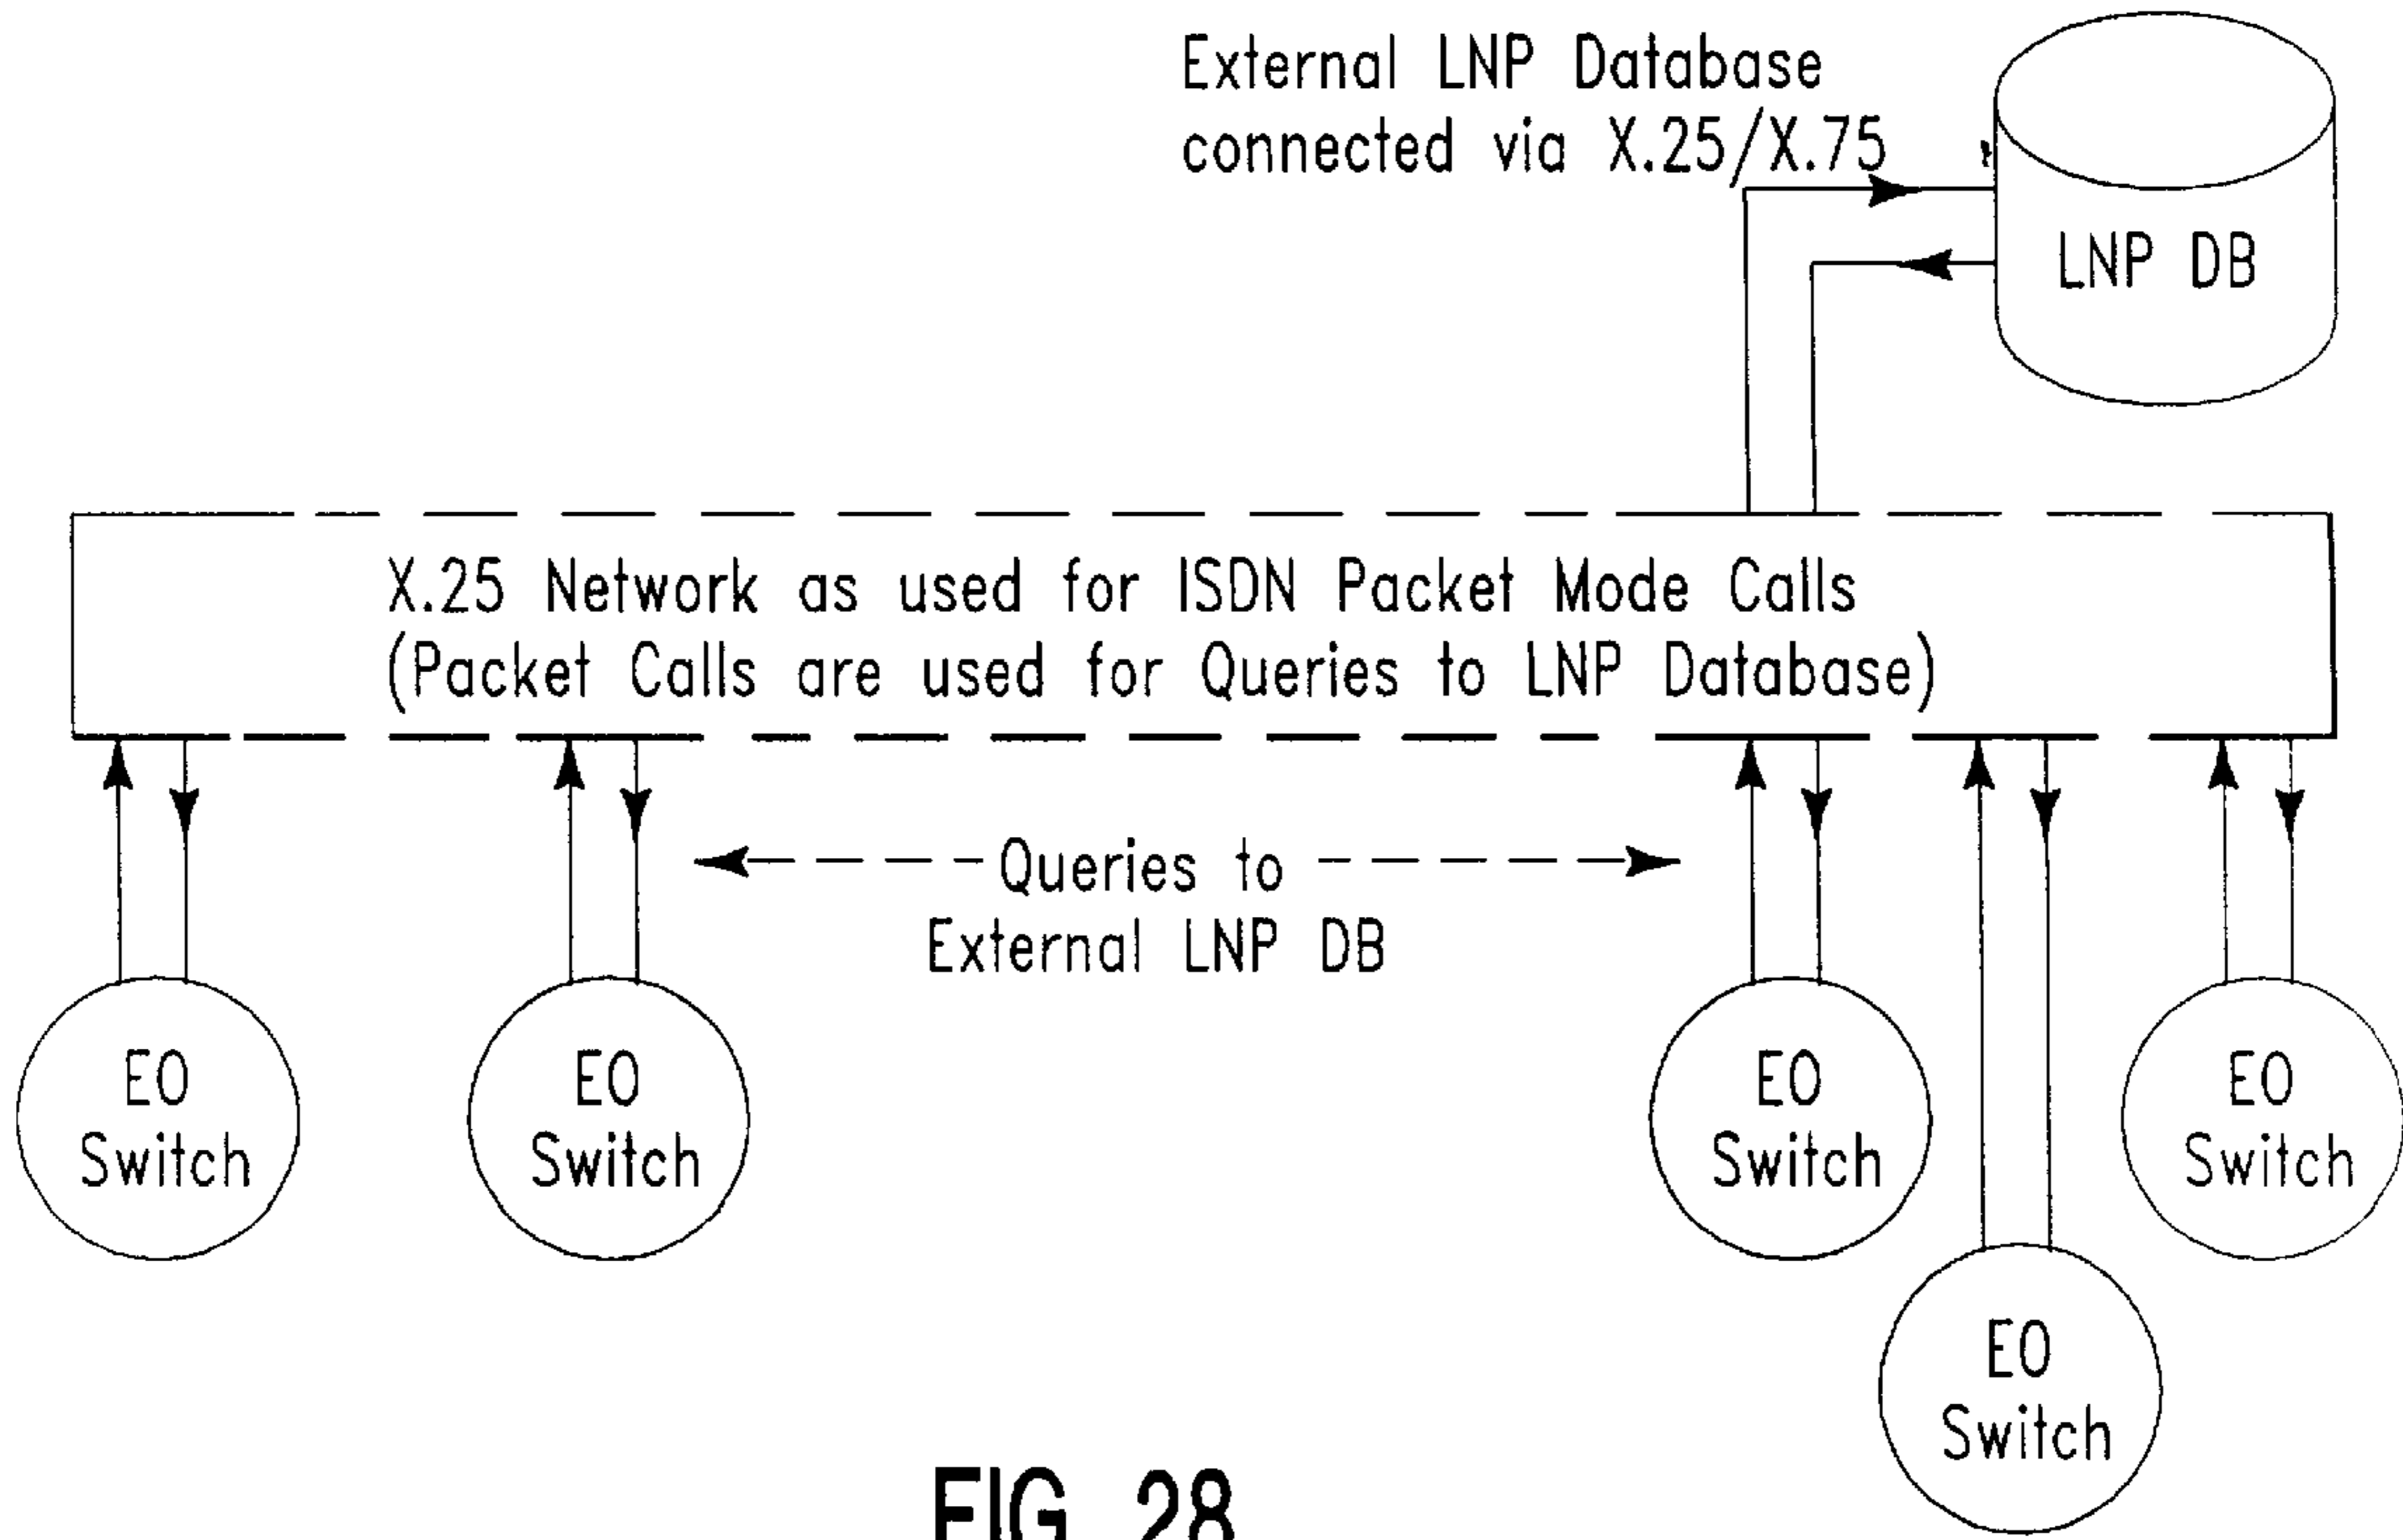 External LNP Database
connected via X.25/X.75
LNP DB
X.25 Network as used for ISDN Packet Mode Calls
(Packet Calls are used for Queries to LNP Database)
Queries to
External LNP DB
EO
Switch
EO
Switch
EO
Switch
EO
Switch
EO
Switch
FIG 28